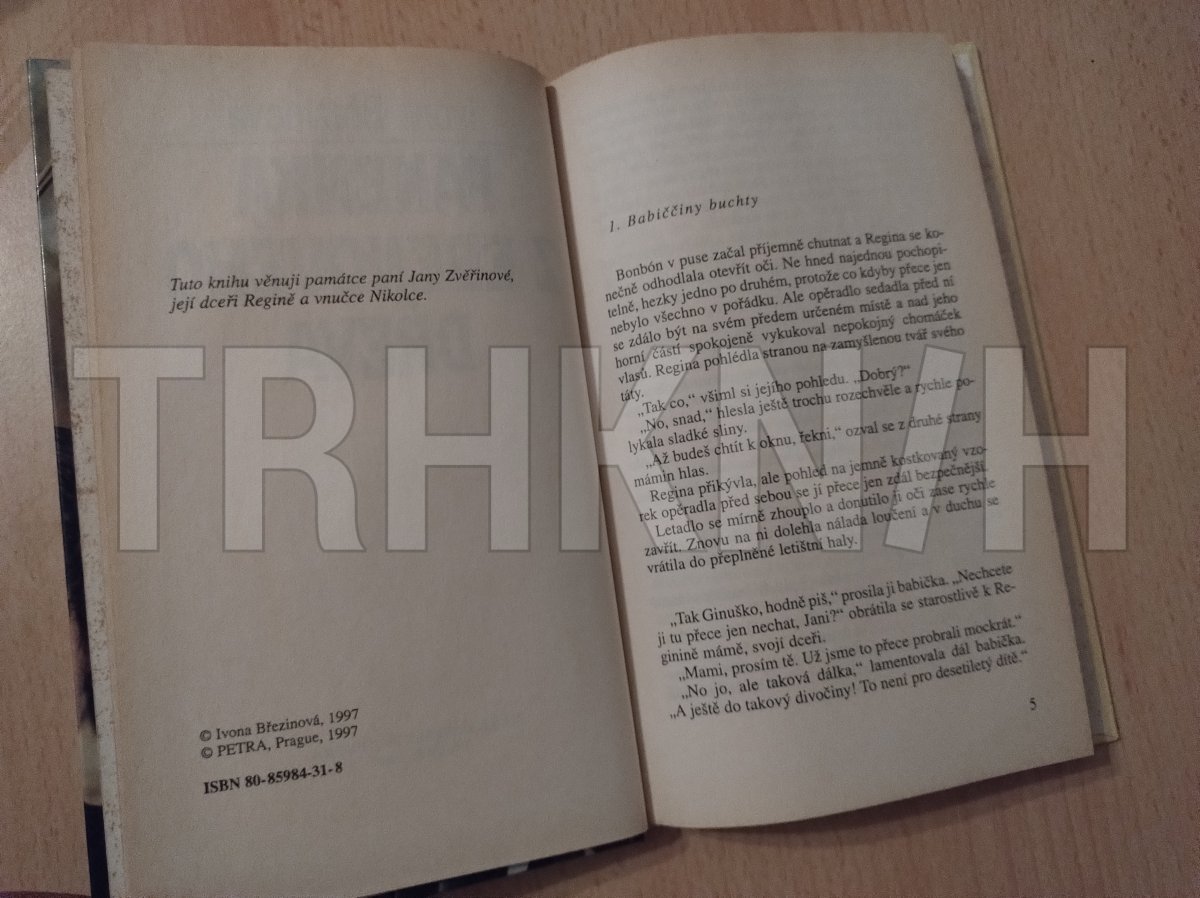 Tuto knihu věnuji památce paní Jany Zvěřinové,
její dceři Regině a vnučce Nikolce.
© Ivona Březinová, 1997
© PETRA, Prague, 1997
ISBN 80-85984-31-8
1. Babiččiny buchty
Bonbón v puse začal příjemně chutnat a Regina se ko-
nečně odhodlala otevřít oči. Ne hned najednou pochopi-
telně, hezky jedno po druhém, protože co kdyby přece jen
nebylo všechno v pořádku. Ale opěradlo sedadla před ní
se zdálo být na svém předem určeném místě a nad jeho
horní částí spokojeně vykukoval nepokojný chomáček
vlasů. Regina pohlédla stranou na zamyšlenou tvář svého
táty.
„Tak co,“ všiml si jejího pohledu. „Dobrý?“
„No, snad,“ hlesla ještě trochu rozechvěle a rychle po-
lykala sladké sliny.
„Až budeš chtít k oknu, řekni,“ ozval se z druhé strany
mámin hlas.
Regina přikývla, ale pohled na jemně kostkovaný vzo-
rek opěradla před sebou se jí přece jen zdál bezpečnější.
Letadlo se mírně zhouplo a donutilo ji oči zase rychle
zavřít. Znovu na ni dolehla nálada loučení a v duchu se
vrátila do přeplněné letištní haly.
„Tak Ginuško, hodně piš,“ prosila ji babička. „Nechcete
ji tu přece jen nechat, Jani?“ obrátila se starostlivě k Re-
ginině mámě, svojí dceři.
„Mami, prosím tě. Už jsme to přece probrali mockrát.“
„No jo, ale taková dálka,“ lamentovala dál babička.
„A ještě do takový divočiny! To není pro desetiletý dítě.“
5
TRHKNIH